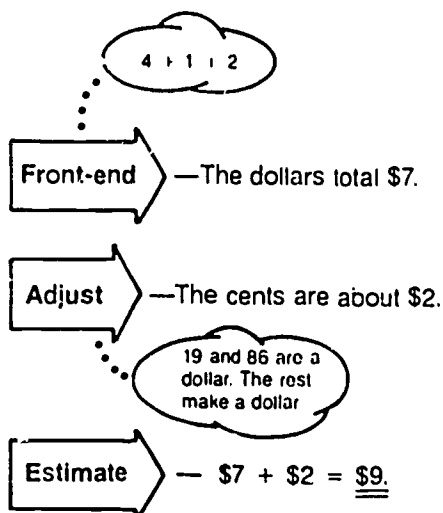 4 + 1 + 2
Front-end —The dollars total $7.
Adjust —The cents are about $2.
19 and 86 are a
dollar. The rest
make a dollar
Estimate — $7 + $2 = $9.